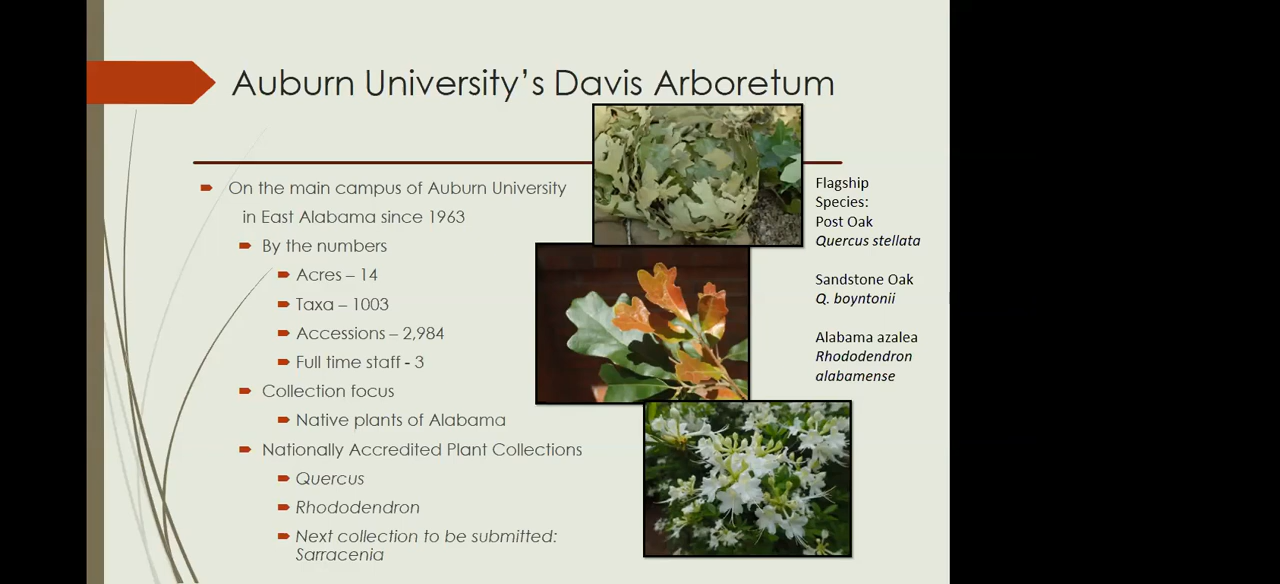 Auburn University's Davis Arboretum
On the main campus of Auburn University
in East Alabama since 1963
By the numbers
Acres – 14
Taxa – 1003
Accessions – 2,984
Full time staff - 3
Collection focus
Native plants of Alabama
Nationally Accredited Plant Collections
Quercus
Rhododendron
Next collection to be submitted:
Sarracenia
Flagship
Species:
Post Oak
Quercus stellata
Sandstone Oak
Q. boyntonii
Alabama azalea
Rhododendron
alabamense